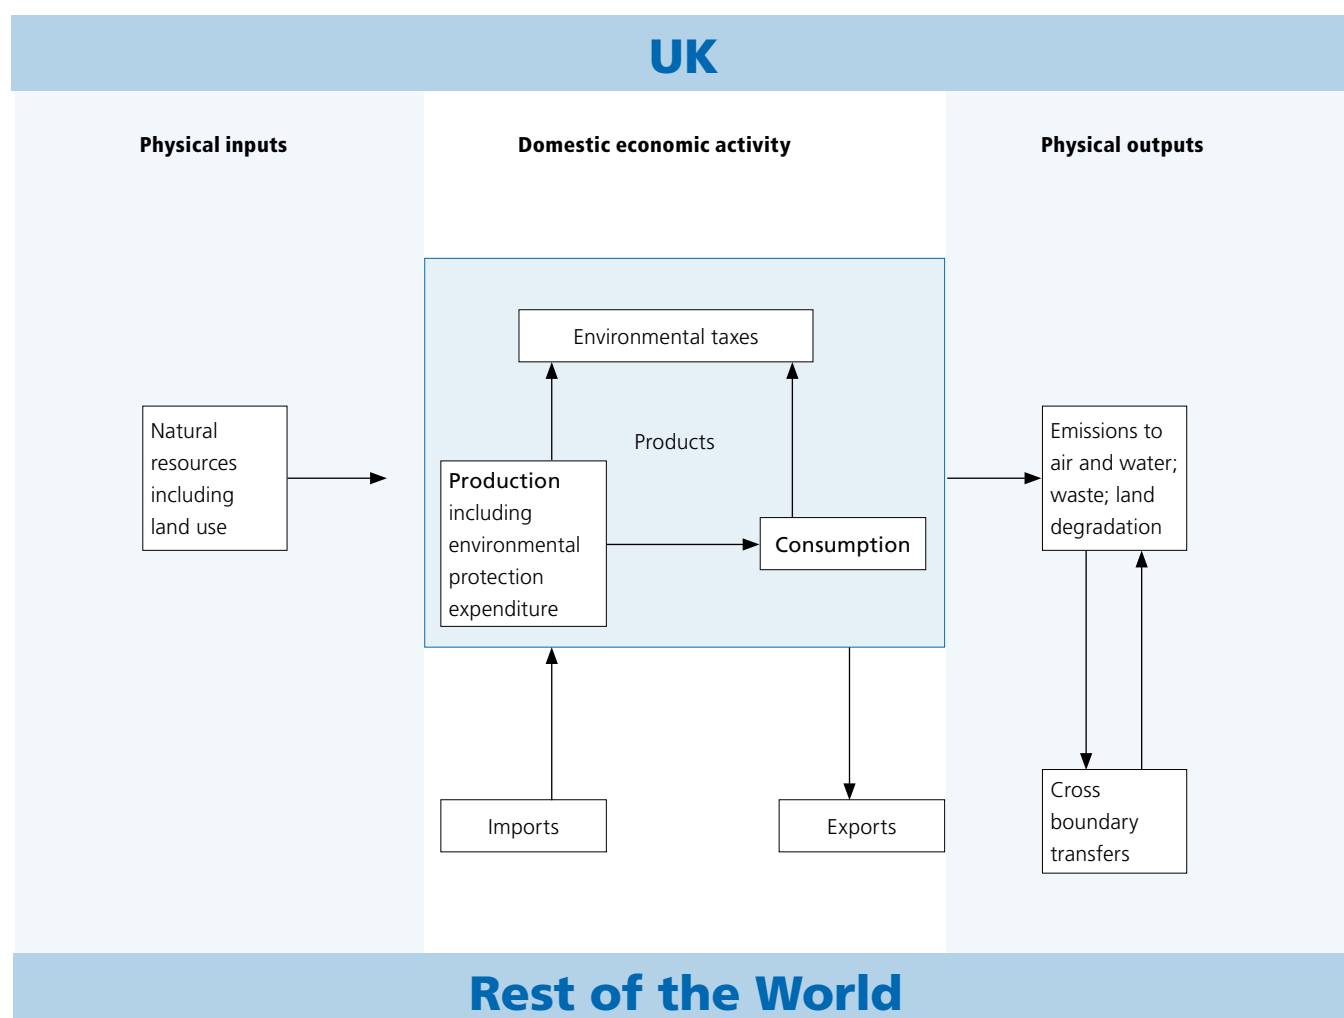 UK
Physical inputs
Domestic economic activity
Physical outputs
Environmental taxes
Natural
resources
including
land use
Products
Production
including
environmental
protection
expenditure
Consumption
Emissions to
air and water;
waste; land
degradation
Imports
Exports
Cross
boundary
transfers
Rest of the World